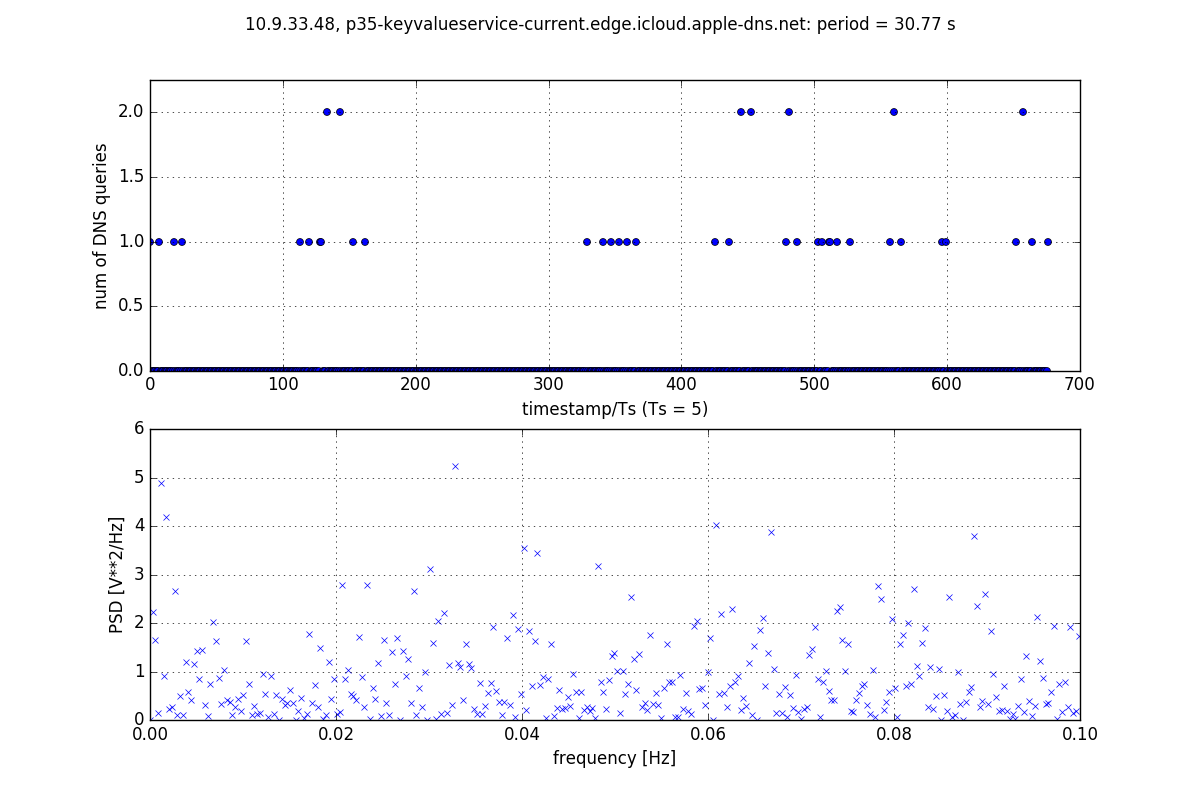 10.9.33.48, p35-keyvalueservice-current.edge.icloud.apple-dns.net: period = 30.77 s
num of DNS queries
2.0
1.5
1.0
0.5
0.0
0 100 200 300 400 500 600 700
timestamp/Ts (Ts = 5)
PSD [V**2/Hz]
6
5
4
3
2
1
0
0.00 0.02 0.04 0.06 0.08 0.10
frequency [Hz]